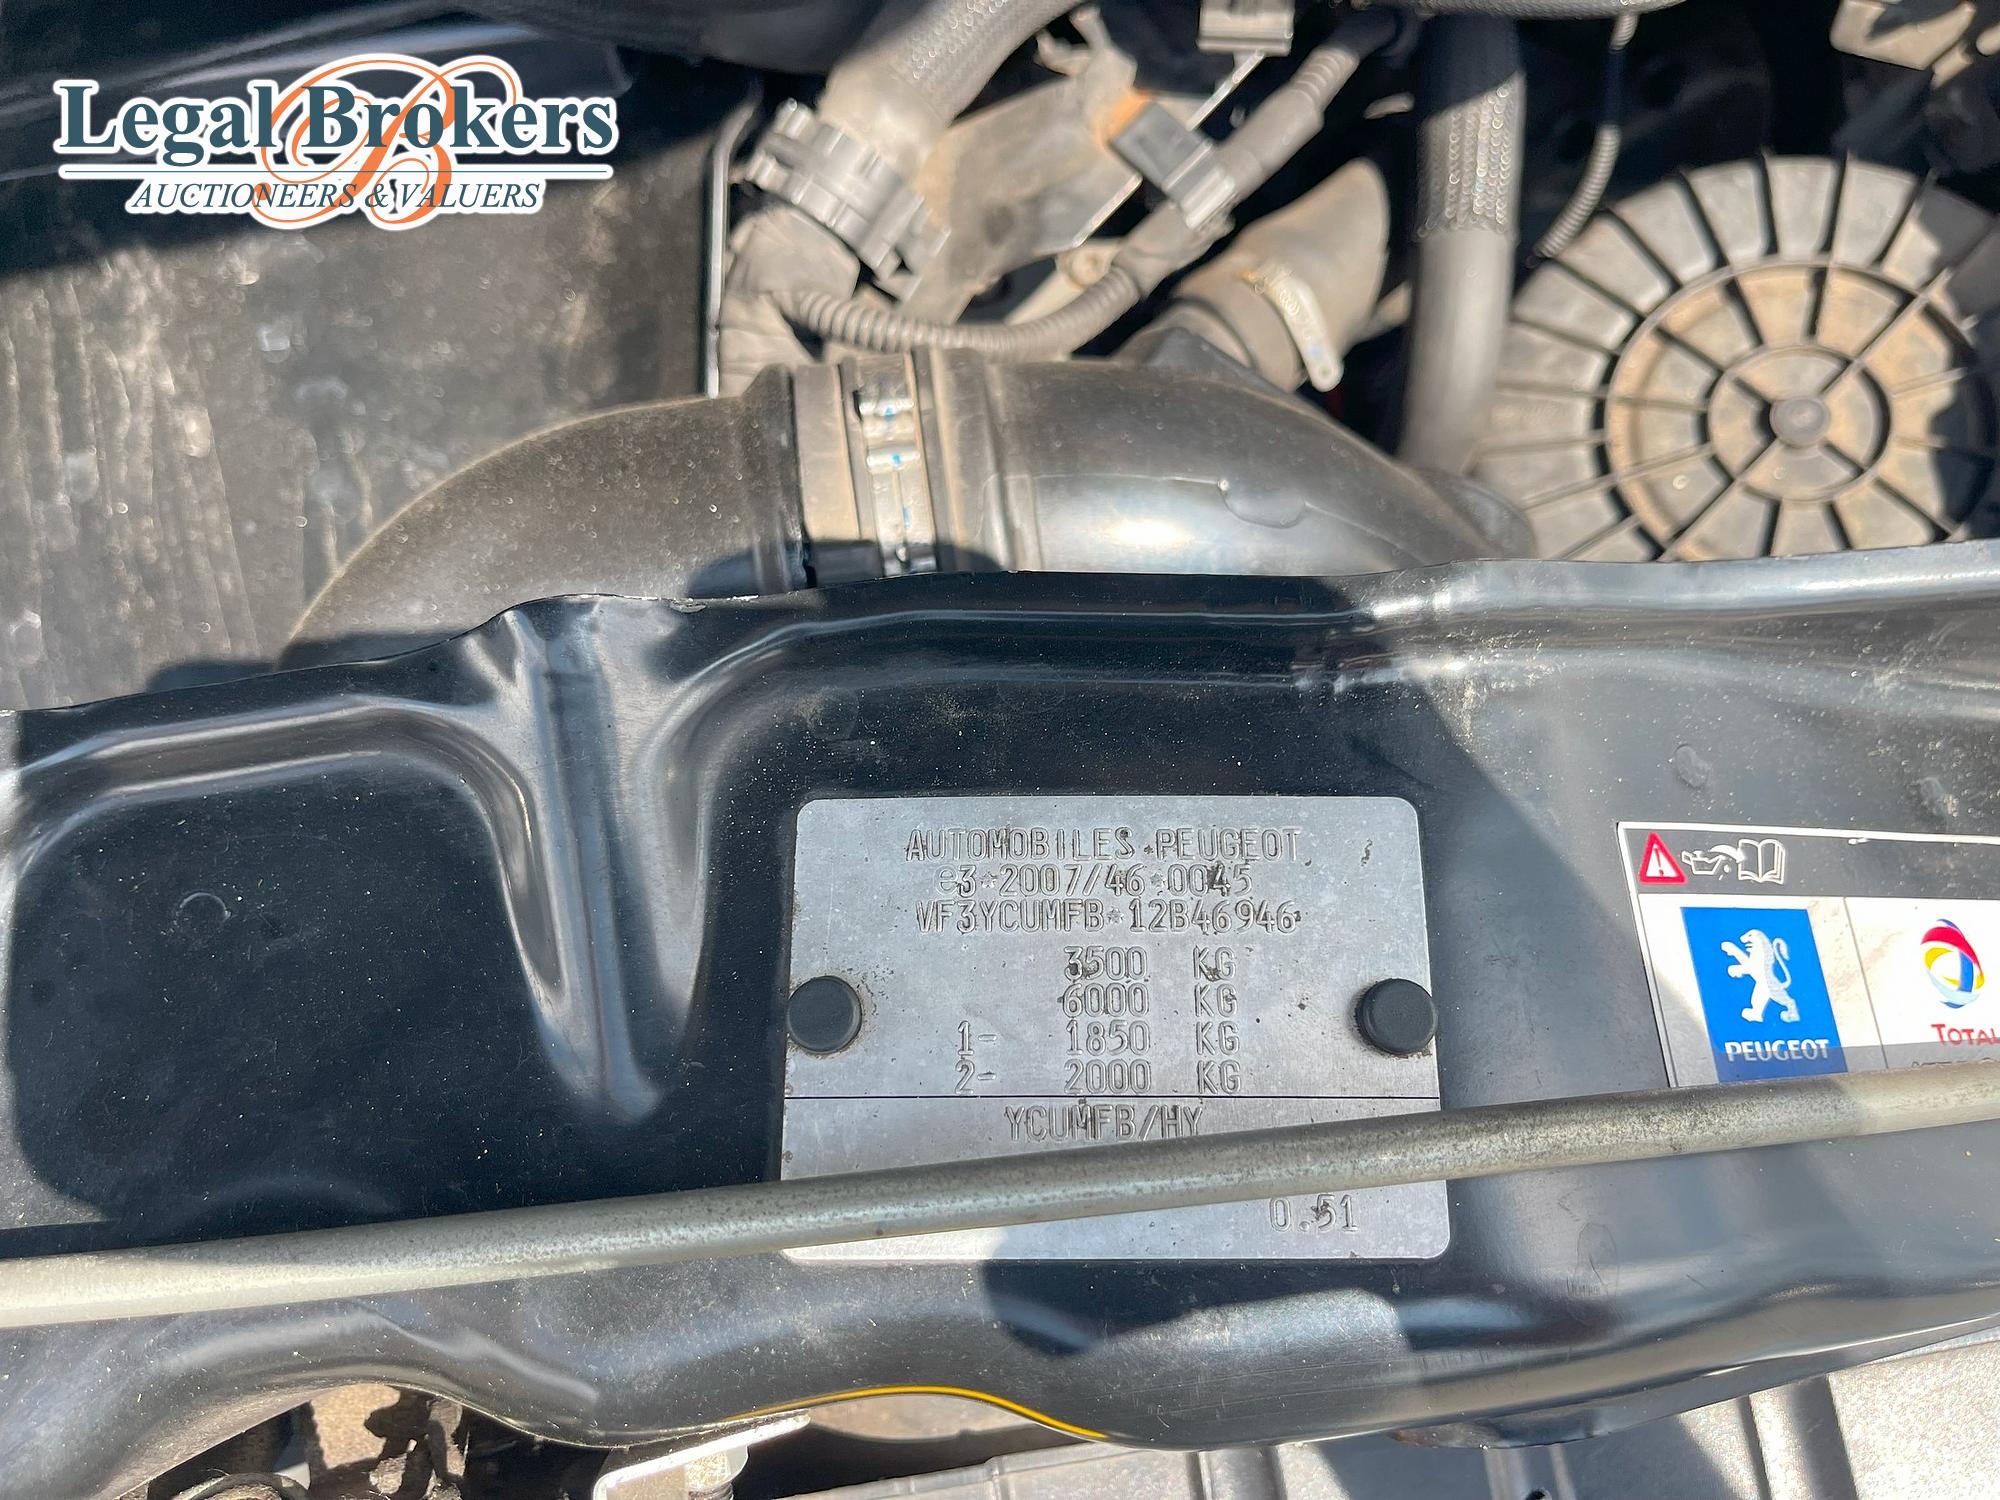 Legal Brokers
AUCTIONEERS & VALUERS
AUTOMOBILES PEUGEOT
e3*2007/46*0045
VF3YCUMFB*12B46946
3500 KG
6000 KG
1- 1850 KG
2- 2000 KG
YCUMFB/HY
0.51
PEUGEOT
TOTAL